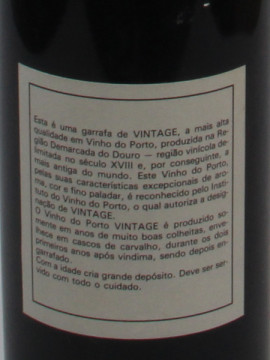 Esta é uma garrafa de VINTAGE, a mais alta
qualidade em Vinho do Porto, produzida na Re-
gião Demarcada do Douro — região vinícola de-
limitada no século XVIII e, por conseguinte, a
mais antiga do mundo. Este Vinho do Porto,
pelas suas características excepcionais de aro-
ma, cor e fino paladar, é reconhecido pelo Insti-
tuto do Vinho do Porto, o qual autoriza a desig-
nação de VINTAGE.
O Vinho do Porto VINTAGE é produzido so-
mente em anos de muito boas colheitas, enve-
lhece em cascos de carvalho, durante os dois
primeiros anos após vindima, sendo depois en-
garrafado.
Com a idade cria grande depósito. Deve ser ser-
vido com todo o cuidado.